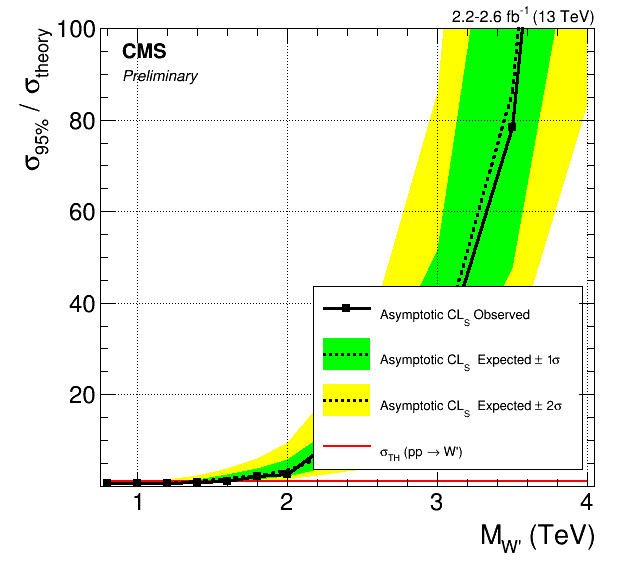 2.2-2.6 fb-1 (13 TeV)
CMS
Preliminary
σ95% / σtheory
100
80
60
40
20
Asymptotic CLS Observed
Asymptotic CLS Expected ± 1σ
Asymptotic CLS Expected ± 2σ
σTH (pp → W')
1 2 3 4
MW' (TeV)